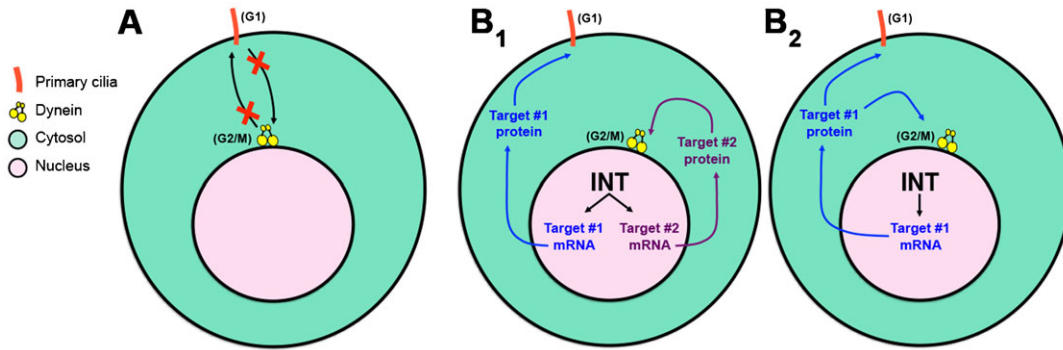 A
(G1)
(G2/M)
Primary cilia
Dynein
Cytosol
Nucleus
B1
(G1)
Target #1
protein
(G2/M)
Target #2
protein
INT
Target #1
mRNA
Target #2
mRNA
B2
(G1)
Target #1
protein
(G2/M)
INT
Target #1
mRNA